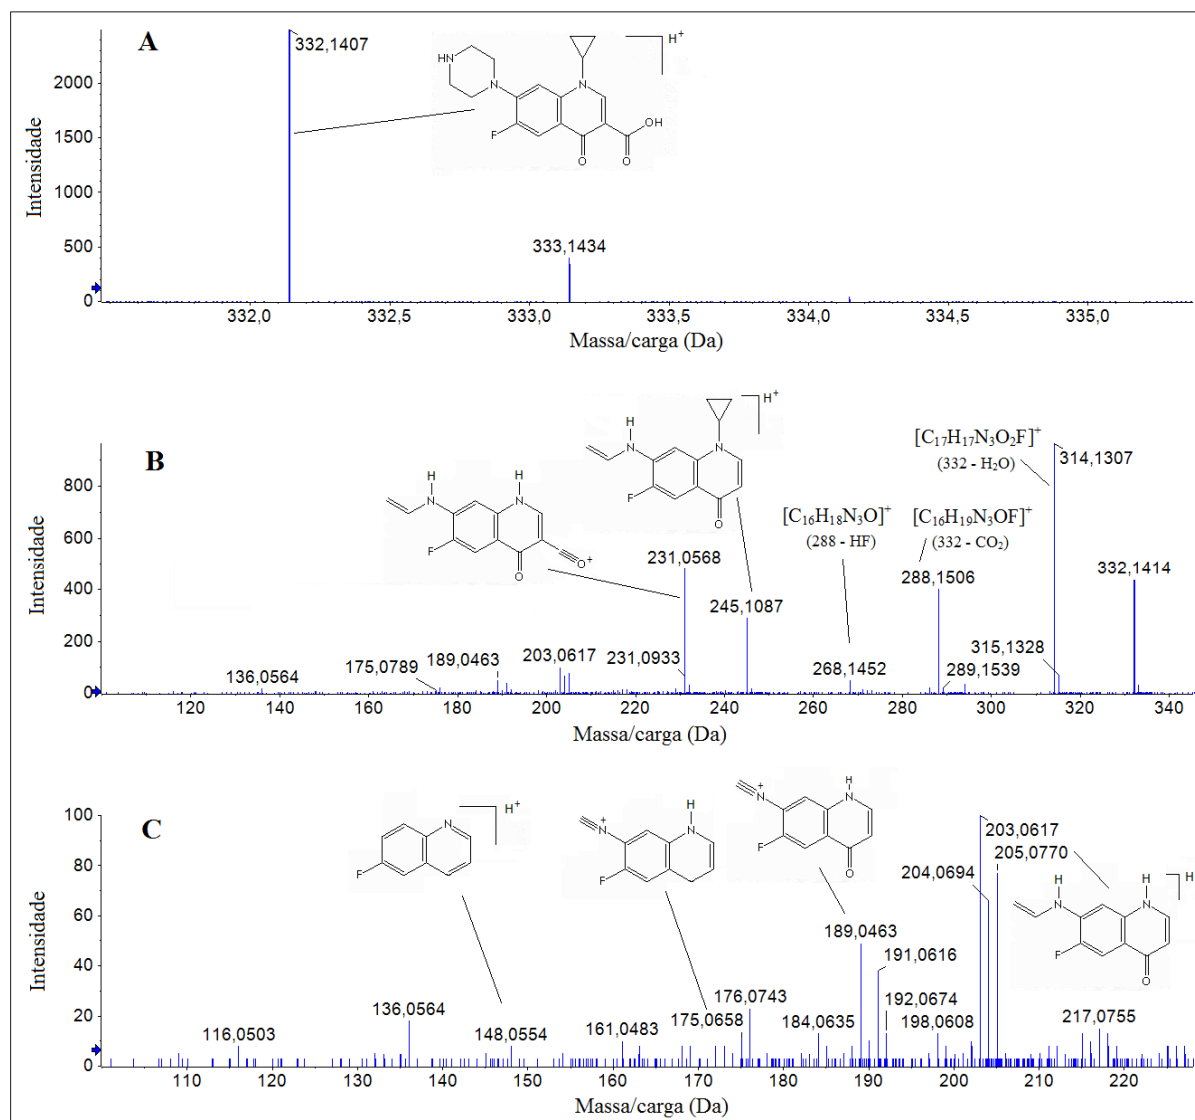 A
332,1407
H+
HN
N
N
F
O
O
OH
333,1434
Intensidade
2000
1500
1000
500
0
332,0
332,5
333,0
333,5
334,0
334,5
335,0
Massa/carga (Da)
B
H
N
H
N
F
O
O+
H
N
N
F
O
H+
[C17H17N3O2F]+
(332 - H2O)
314,1307
[C16H18N3O]+
(288 - HF)
[C16H19N3OF]+
(332 - CO2)
231,0568
245,1087
288,1506
332,1414
136,0564
175,0789
189,0463
203,0617
231,0933
268,1452
289,1539
315,1328
Intensidade
800
600
400
200
0
120
140
160
180
200
220
240
260
280
300
320
340
Massa/carga (Da)
C
H+
N
F
N+
H
N
F
N+
H
N
F
O
203,0617
205,0770
204,0694
H
N
H
N
F
O
H
189,0463
191,0616
192,0674
176,0743
175,0658
184,0635
198,0608
217,0755
136,0564
116,0503
148,0554
161,0483
Intensidade
100
80
60
40
20
0
110
120
130
140
150
160
170
180
190
200
210
220
Massa/carga (Da)